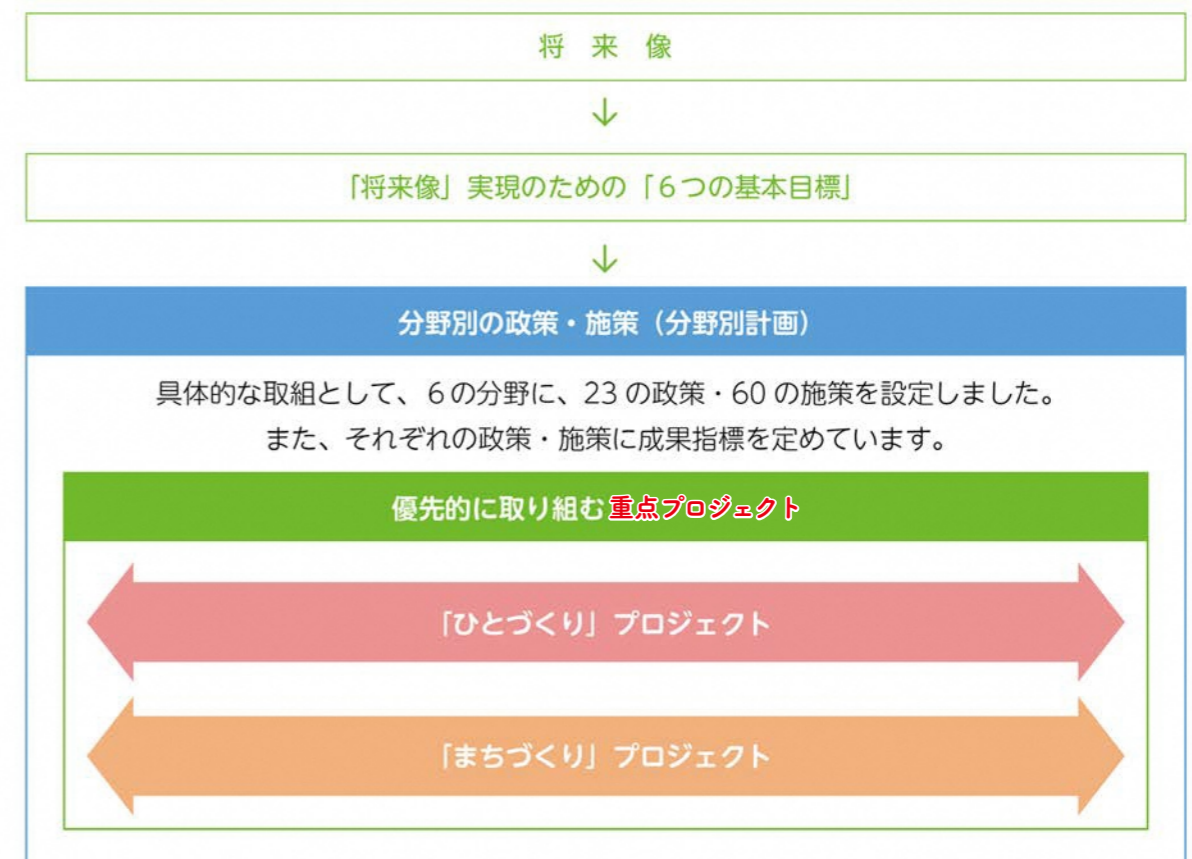 将 来 像
「将来像」実現のための「6つの基本目標」
分野別の政策・施策（分野別計画）
具体的な取組として、6の分野に、23の政策・60の施策を設定しました。
また、それぞれの政策・施策に成果指標を定めています。
優先的に取り組む重点プロジェクト
「ひとづくり」プロジェクト
「まちづくり」プロジェクト